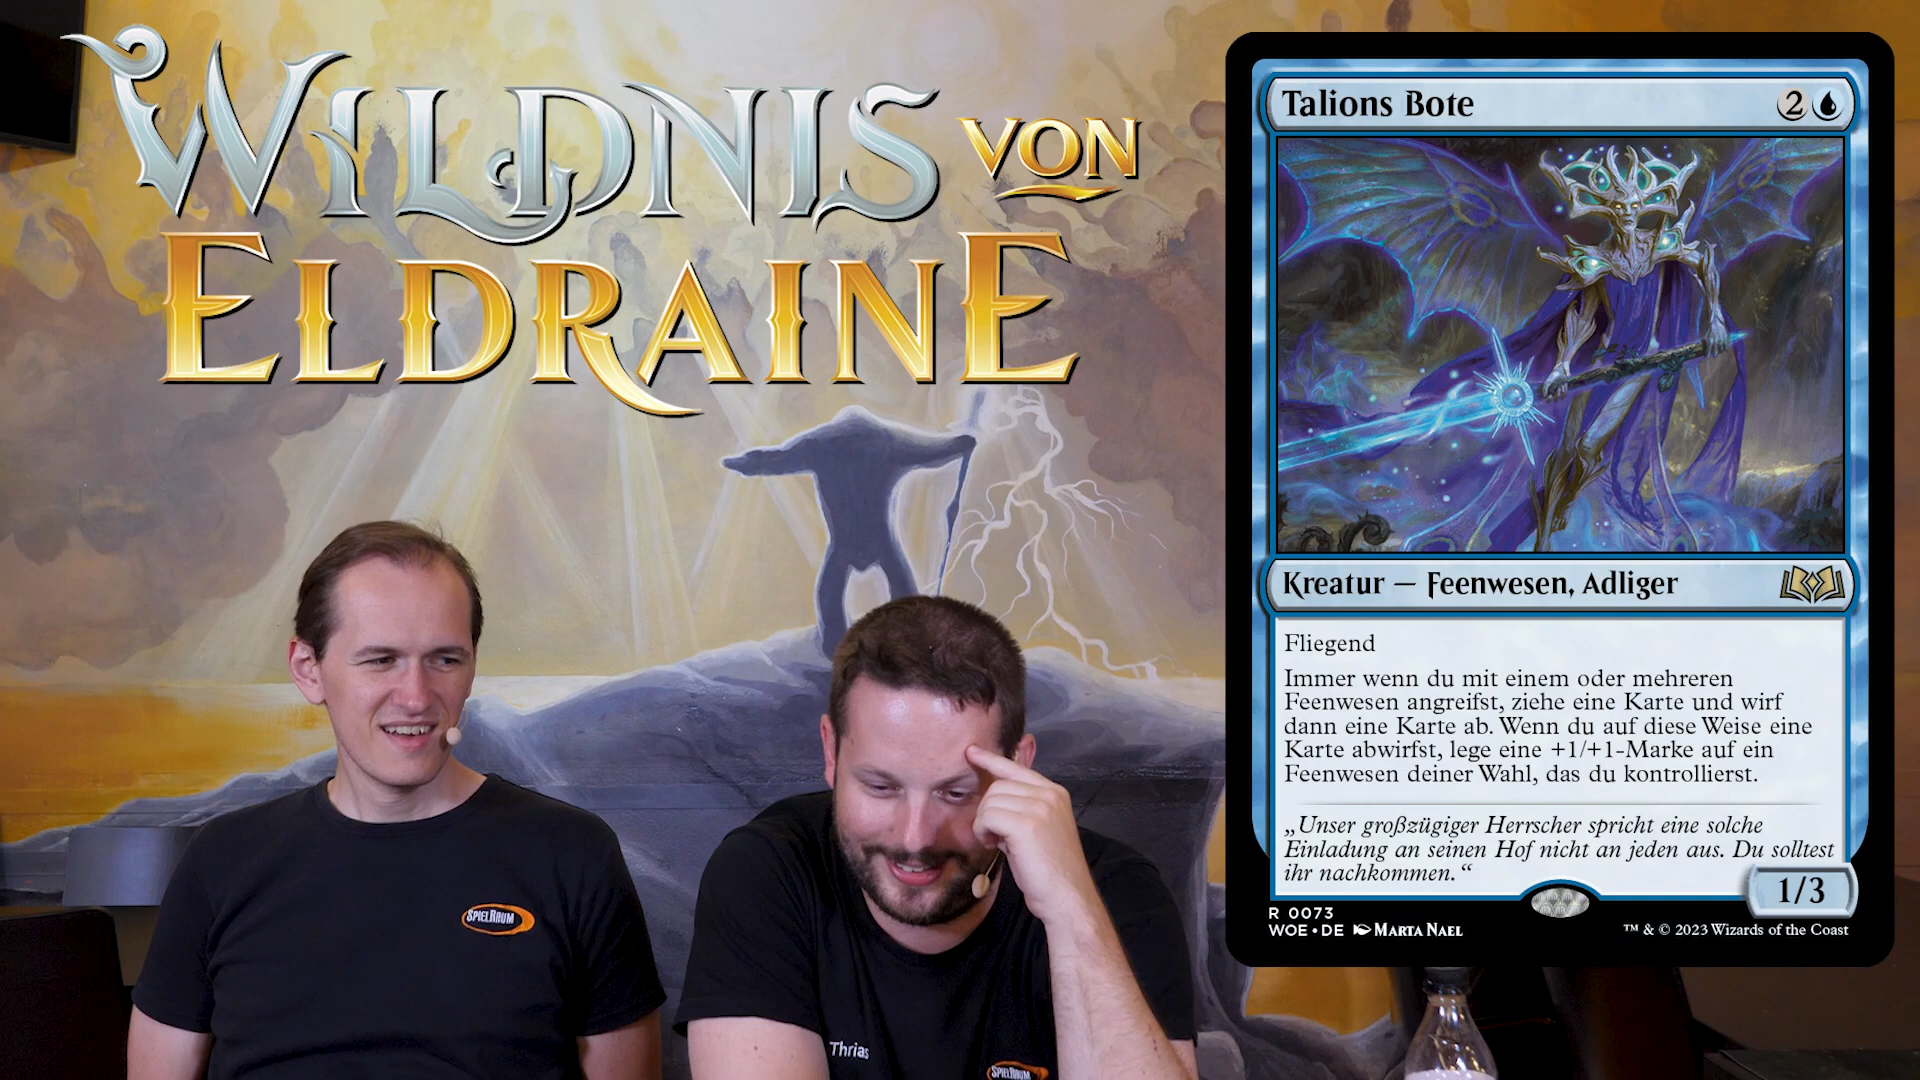 WILDNIS VON
ELDRAINE
Talions Bote 2
Kreatur – Feenwesen, Adliger
Fliegend
Immer wenn du mit einem oder mehreren
Feenwesen angreifst, ziehe eine Karte und wirf
dann eine Karte ab. Wenn du auf diese Weise eine
Karte abwirfst, lege eine +1/+1-Marke auf ein
Feenwesen deiner Wahl, das du kontrollierst.
„Unser großzügiger Herrscher spricht eine solche
Einladung an seinen Hof nicht an jeden aus. Du solltest
ihr nachkommen.“
1/3
R 0073
WOE • DE MARTA NAEL
™ & © 2023 Wizards of the Coast
SPIELRAUM
Thrias
SPIELRAUM